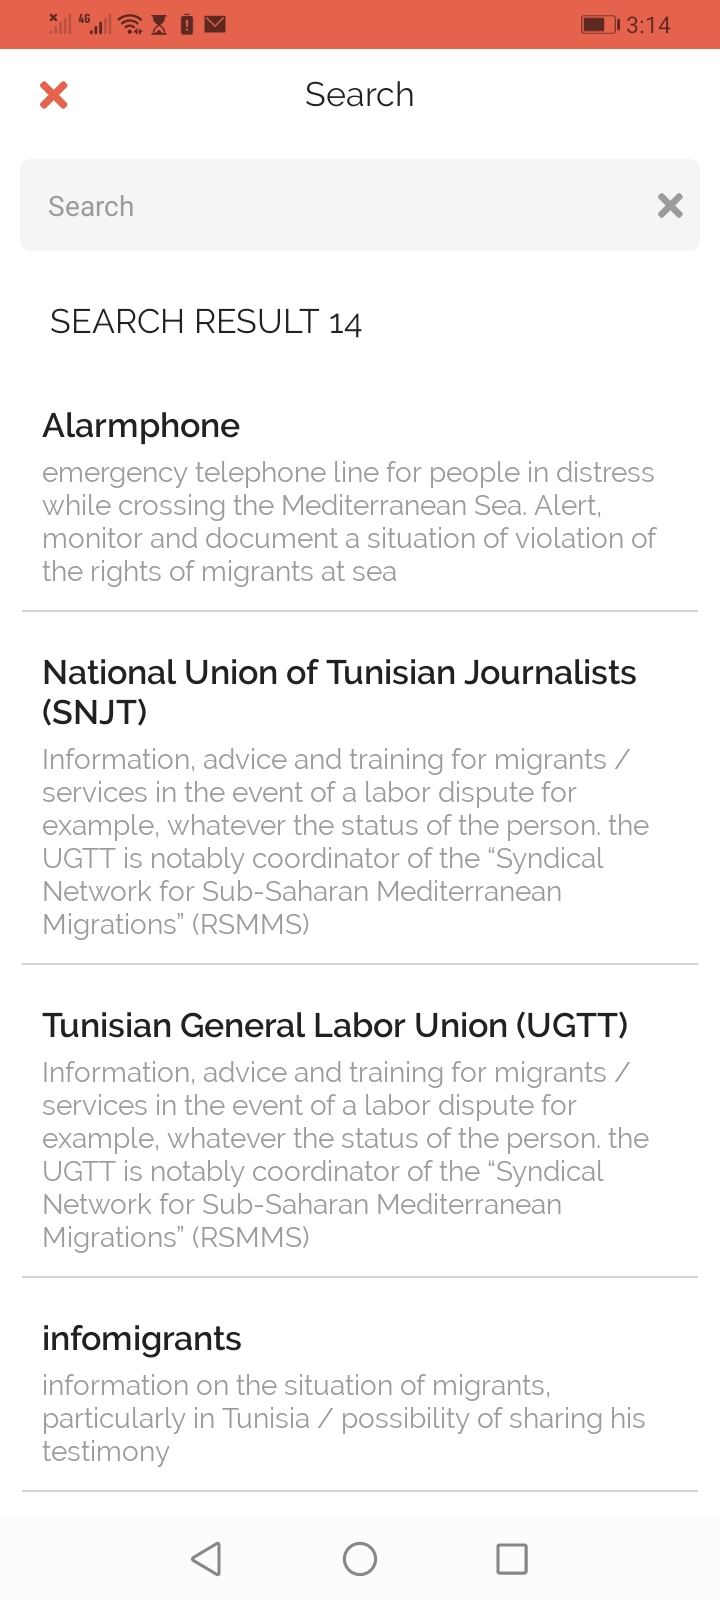 4G
3:14
Search
Search
SEARCH RESULT 14
Alarmphone
emergency telephone line for people in distress
while crossing the Mediterranean Sea. Alert,
monitor and document a situation of violation of
the rights of migrants at sea
National Union of Tunisian Journalists
(SNJT)
Information, advice and training for migrants /
services in the event of a labor dispute for
example, whatever the status of the person. the
UGTT is notably coordinator of the “Syndical
Network for Sub-Saharan Mediterranean
Migrations” (RSMMS)
Tunisian General Labor Union (UGTT)
Information, advice and training for migrants /
services in the event of a labor dispute for
example, whatever the status of the person. the
UGTT is notably coordinator of the “Syndical
Network for Sub-Saharan Mediterranean
Migrations” (RSMMS)
infomigrants
information on the situation of migrants,
particularly in Tunisia / possibility of sharing his
testimony